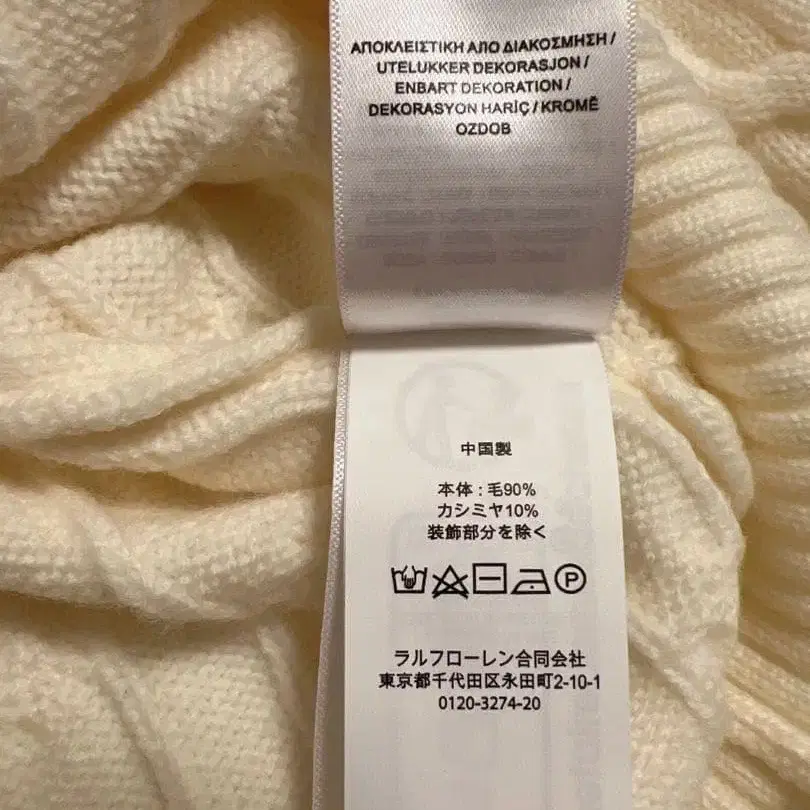 ΑΠΟΚΛΕΙΣΤΙΚΗ ΑΠΟ ΔΙΑΚΟΣΜΗΣΗ /
UTELUKKER DEKORASJON /
ENBART DEKORATION /
DEKORASYON HARİÇ / KROMĚ
OZDOB
中国製
本体 : 毛90%
カシミヤ10%
装飾部分を除く
P
ラルフローレン合同会社
東京都千代田区永田町2-10-1
0120-3274-20